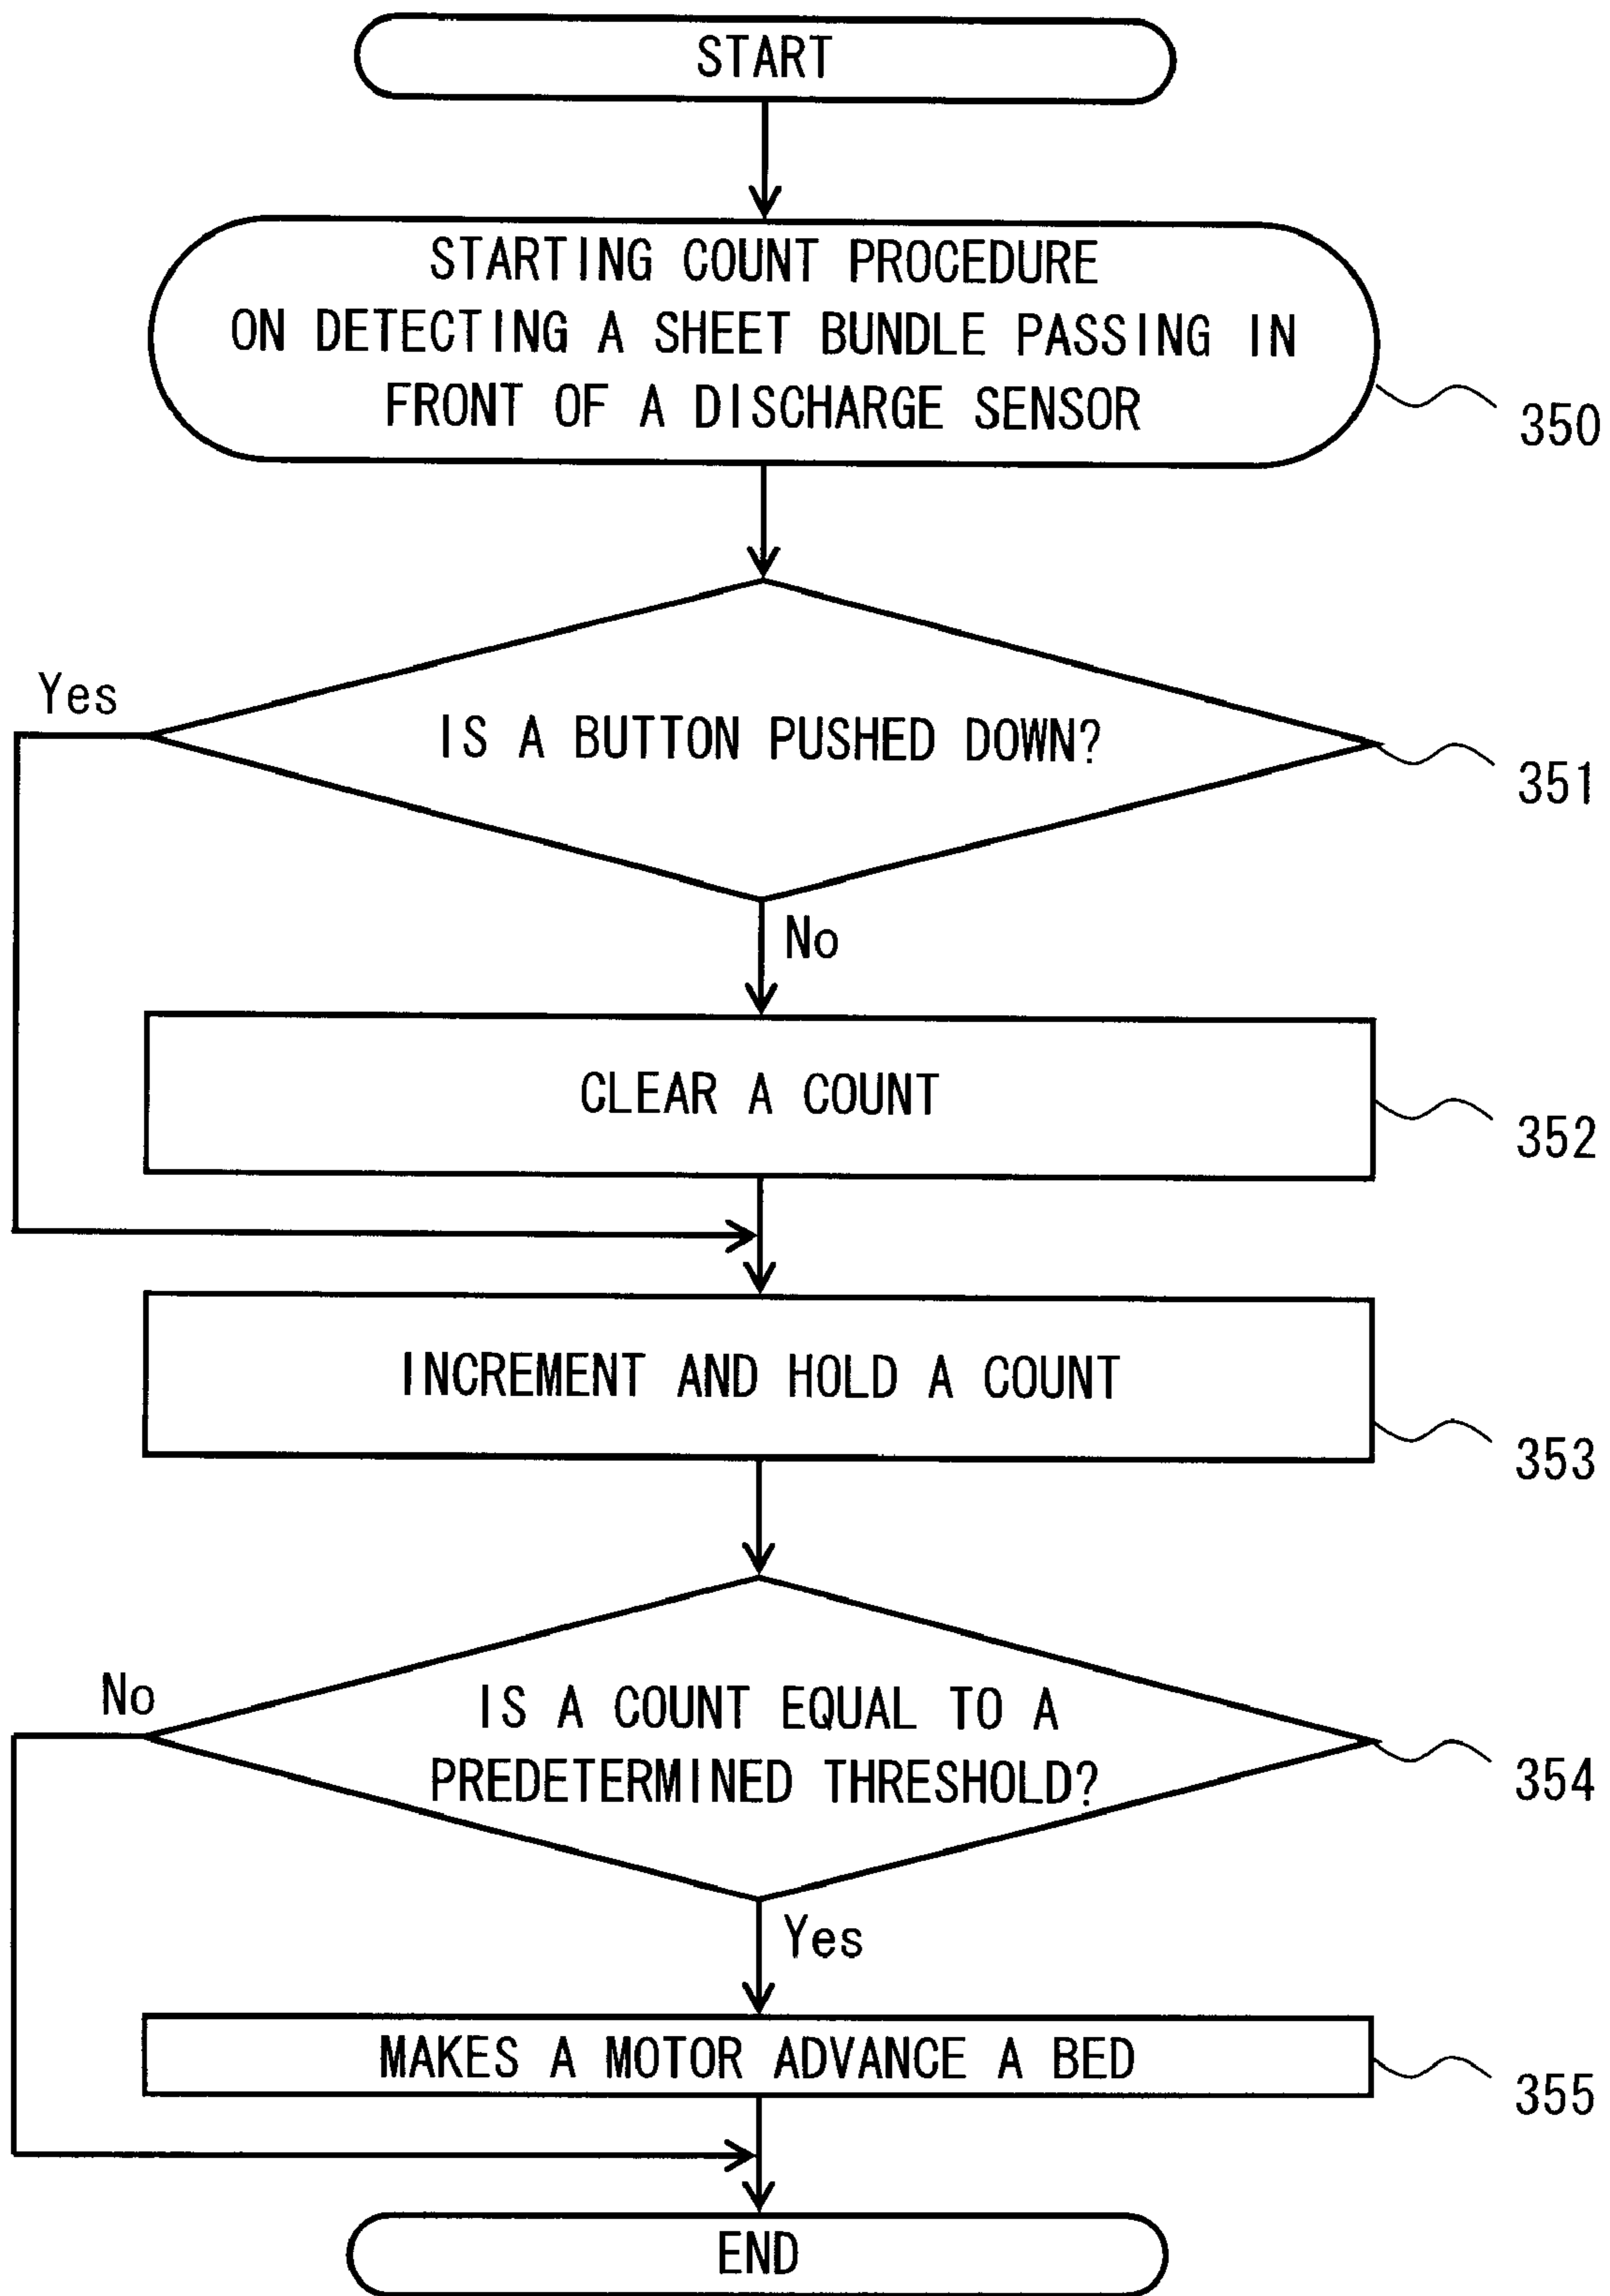 START
STARTING COUNT PROCEDURE
ON DETECTING A SHEET BUNDLE PASSING IN
FRONT OF A DISCHARGE SENSOR
350
Yes
IS A BUTTON PUSHED DOWN?
351
No
CLEAR A COUNT
352
INCREMENT AND HOLD A COUNT
353
No
IS A COUNT EQUAL TO A
PREDETERMINED THRESHOLD?
354
Yes
MAKES A MOTOR ADVANCE A BED
355
END